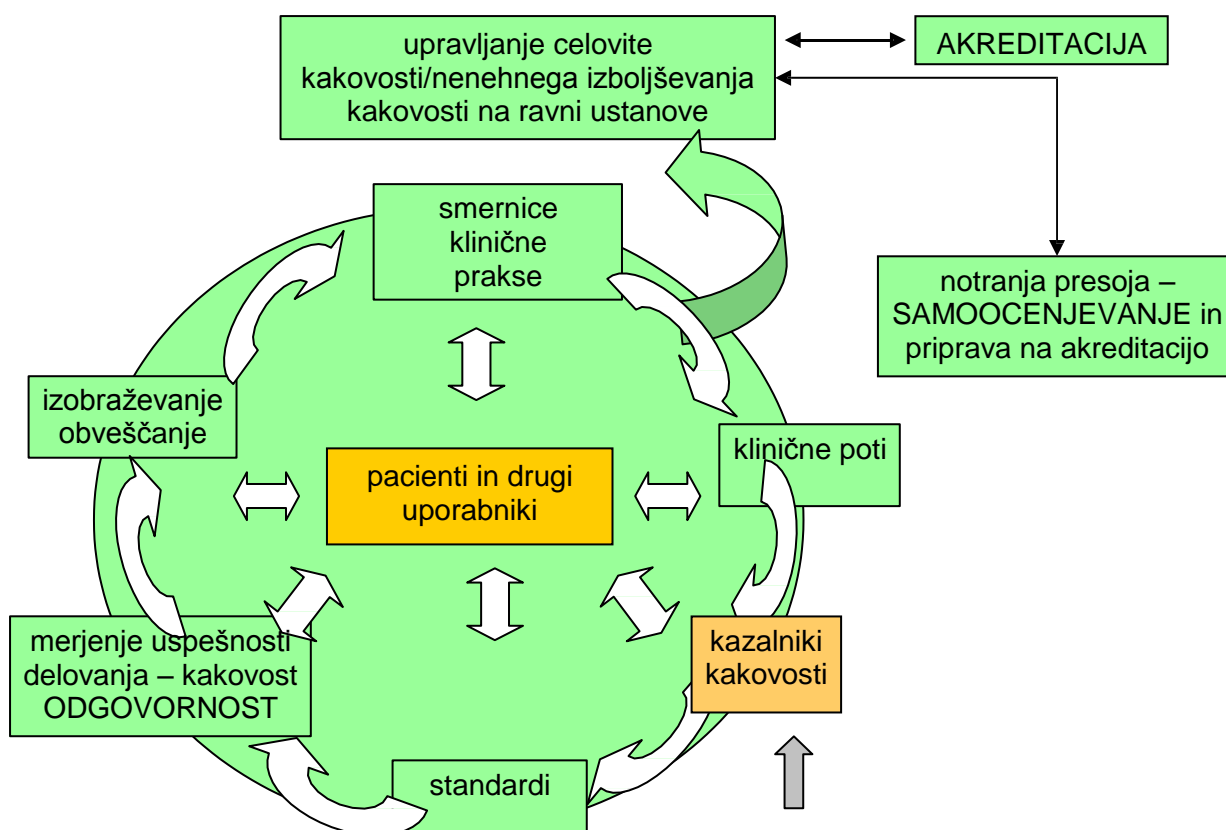 upravljanje celovite
kakovosti/nenehnega izboljševanja
kakovosti na ravni ustanove
AKREDITACIJA
smernice
klinične
prakse
notranja presoja –
SAMOOCENJEVANJE in
priprava na akreditacijo
izobraževanje
obveščanje
klinične poti
pacienti in drugi
uporabniki
merjenje uspešnosti
delovanja – kakovost
ODGOVORNOST
kazalniki
kakovosti
standardi